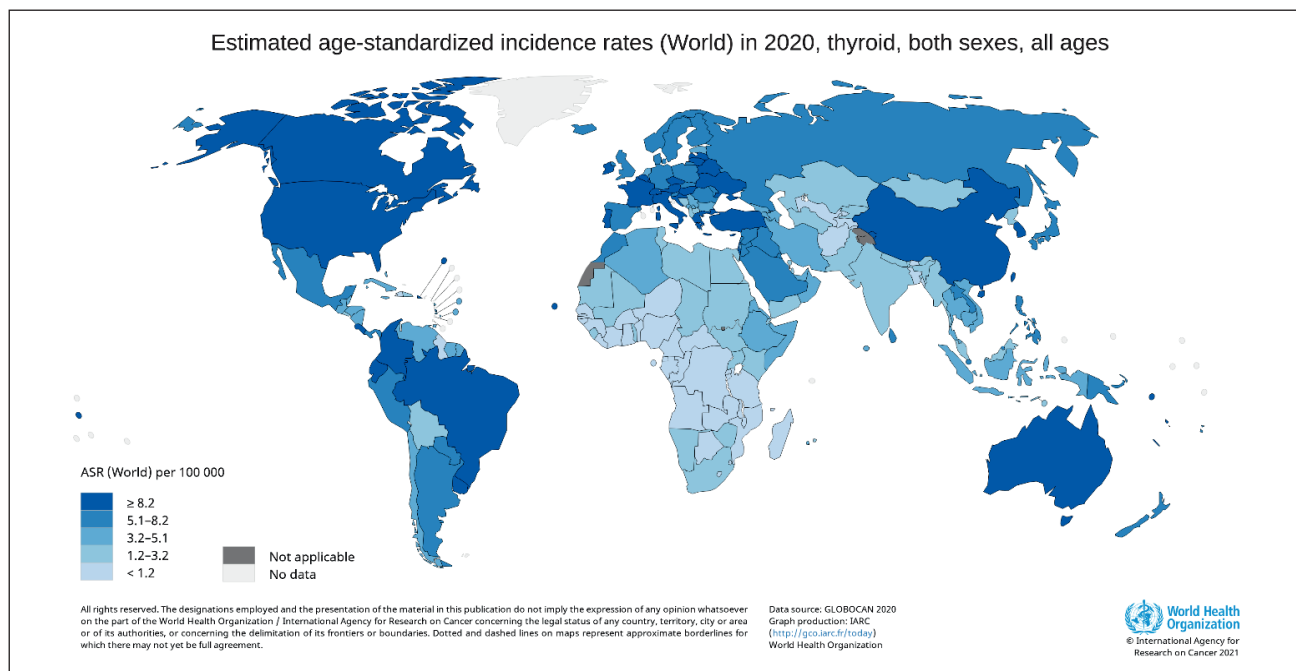 Estimated age-standardized incidence rates (World) in 2020, thyroid, both sexes, all ages
ASR (World) per 100 000
≥ 8.2
5.1–8.2
3.2–5.1
1.2–3.2
< 1.2
Not applicable
No data
All rights reserved. The designations employed and the presentation of the material in this publication do not imply the expression of any opinion whatsoever
on the part of the World Health Organization / International Agency for Research on Cancer concerning the legal status of any country, territory, city or area
or of its authorities, or concerning the delimitation of its frontiers or boundaries. Dotted and dashed lines on maps represent approximate borderlines for
which there may not yet be full agreement.
Data source: GLOBOCAN 2020
Graph production: IARC
(http://gco.iarc.fr/today)
World Health Organization
World Health
Organization
© International Agency for
Research on Cancer 2021